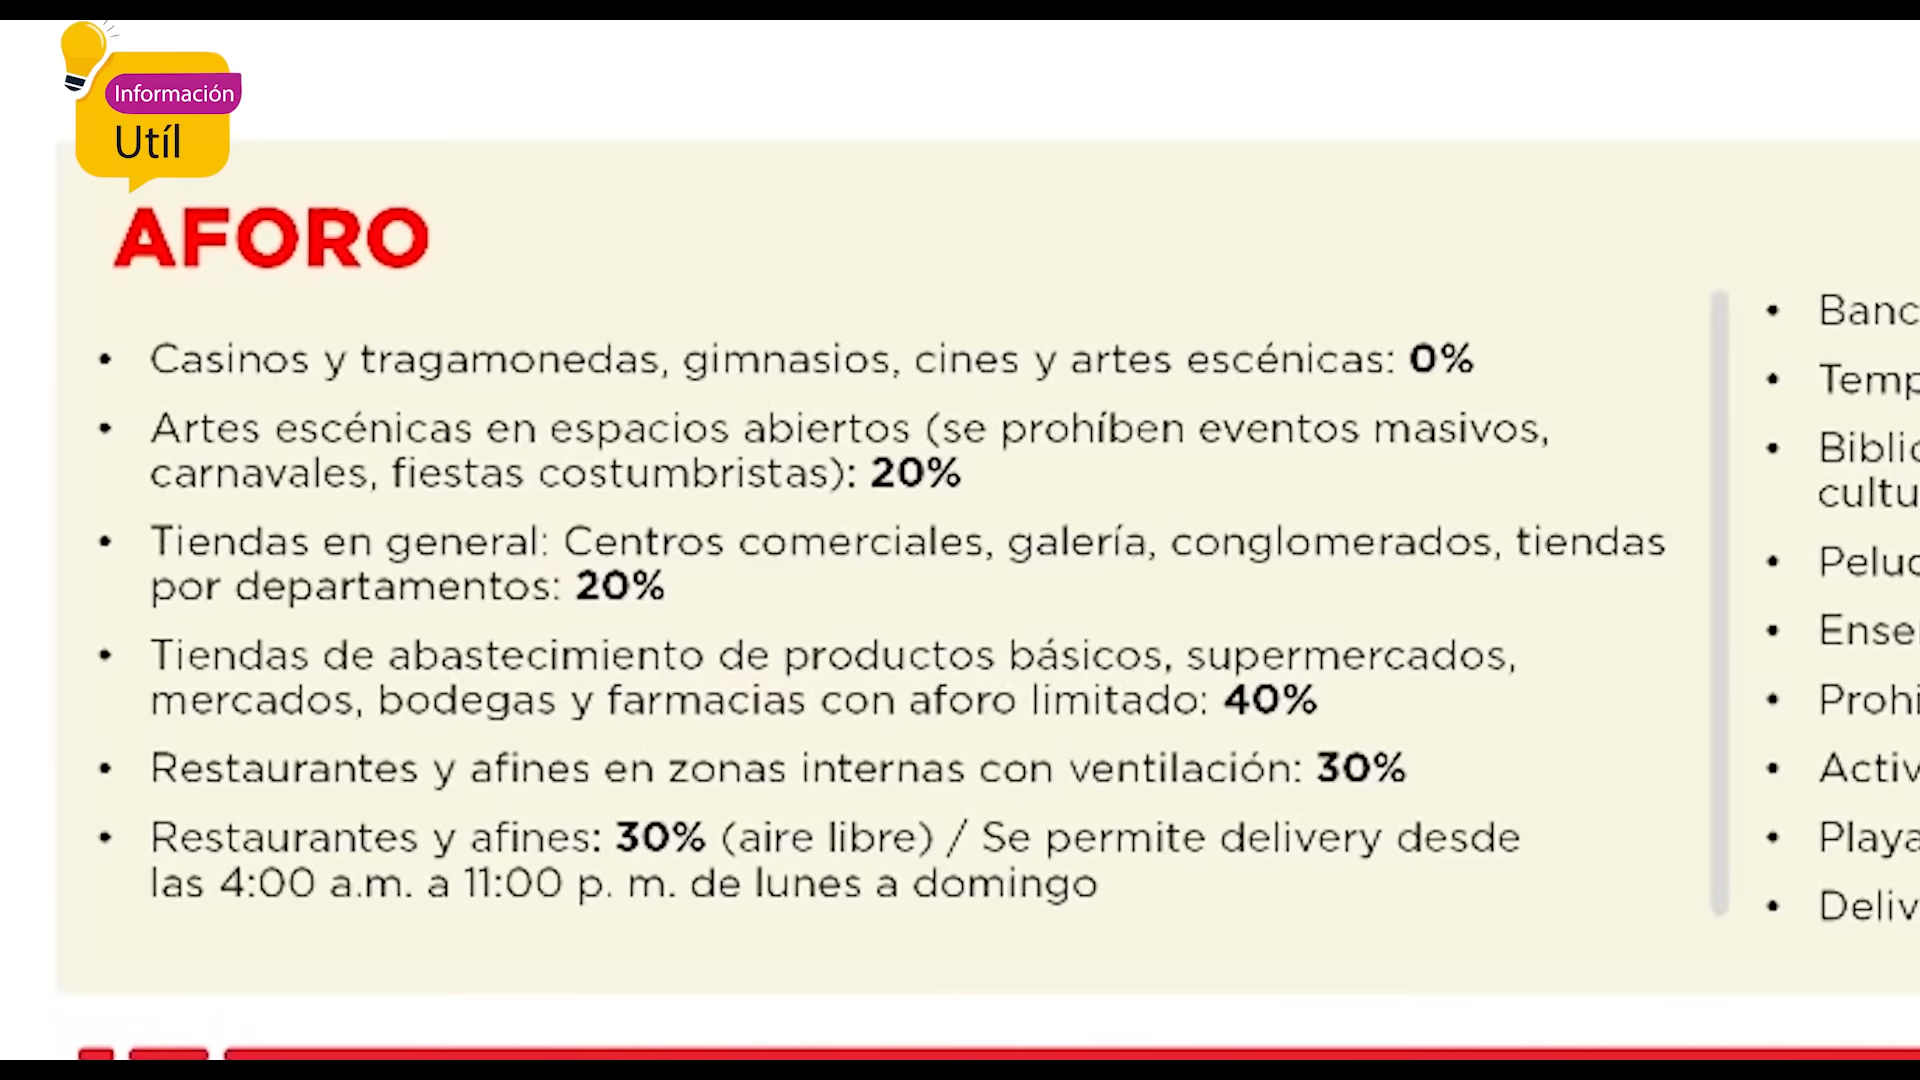 Información
Utíl
AFORO
• Casinos y tragamonedas, gimnasios, cines y artes escénicas: 0%
• Artes escénicas en espacios abiertos (se prohíben eventos masivos,
carnavales, fiestas costumbristas): 20%
• Tiendas en general: Centros comerciales, galería, conglomerados, tiendas
por departamentos: 20%
• Tiendas de abastecimiento de productos básicos, supermercados,
mercados, bodegas y farmacias con aforo limitado: 40%
• Restaurantes y afines en zonas internas con ventilación: 30%
• Restaurantes y afines: 30% (aire libre) / Se permite delivery desde
las 4:00 a.m. a 11:00 p. m. de lunes a domingo